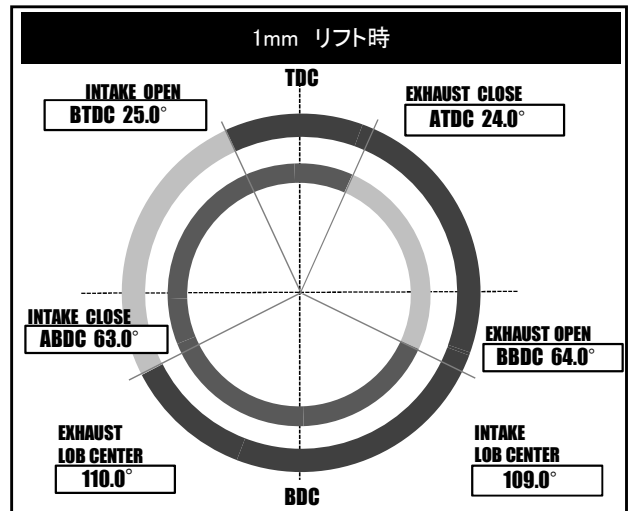 1mm リフト時
TDC
INTAKE OPEN
BTDC 25.0°
EXHAUST CLOSE
ATDC 24.0°
INTAKE CLOSE
ABDC 63.0°
EXHAUST OPEN
BBDC 64.0°
EXHAUST
LOB CENTER
110.0°
INTAKE
LOB CENTER
109.0°
BDC